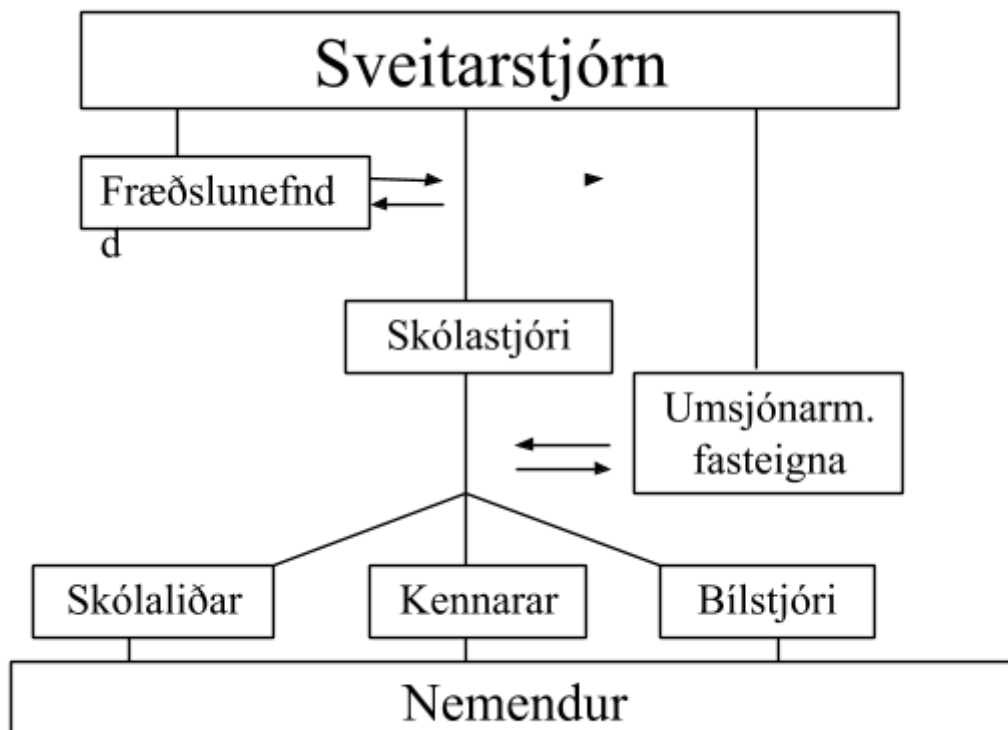 Sveitarstjórn
Fræðslunefnd
d
Skólastjóri
Umsjónarm.
fasteigna
Skólaliðar
Kennarar
Bílstjóri
Nemendur